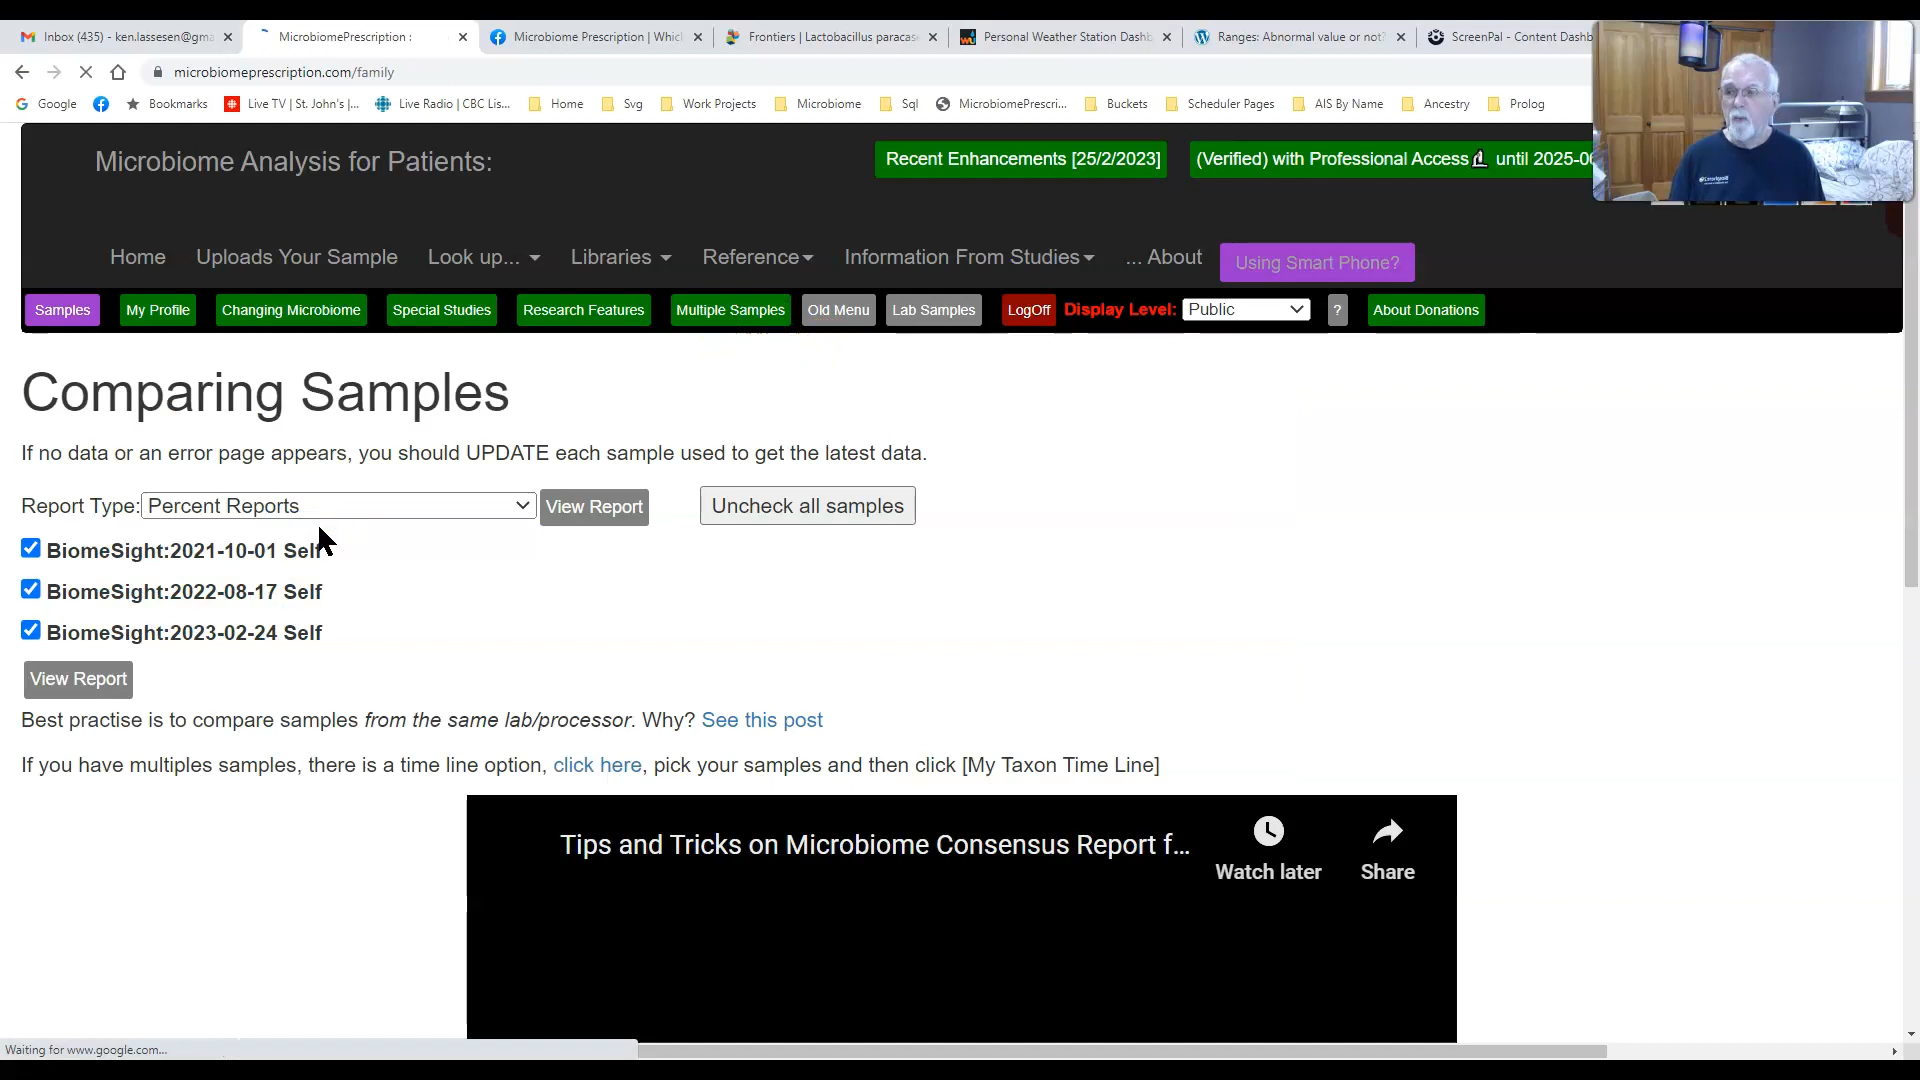 Inbox (435) - ken.lassesen@gma
MicrobiomePrescription :
Microbiome Prescription | Whic
Frontiers | Lactobacillus paracas
Personal Weather Station Dashb
Ranges: Abnormal value or not?
ScreenPal - Content Dashb
microbiomeprescription.com/family
Google
Bookmarks
Live TV | St. John's |...
Live Radio | CBC Lis...
Home
Svg
Work Projects
Microbiome
Sql
MicrobiomePrescri...
Buckets
Scheduler Pages
AIS By Name
Ancestry
Prolog
Microbiome Analysis for Patients:
Recent Enhancements [25/2/2023]
(Verified) with Professional Access until 2025-0
Home
Uploads Your Sample
Look up...
Libraries
Reference
Information From Studies
... About
Using Smart Phone?
Samples
My Profile
Changing Microbiome
Special Studies
Research Features
Multiple Samples
Old Menu
Lab Samples
LogOff
Display Level:
Public
?
About Donations
Comparing Samples
If no data or an error page appears, you should UPDATE each sample used to get the latest data.
Report Type: Percent Reports
View Report
Uncheck all samples
BiomeSight:2021-10-01 Self
BiomeSight:2022-08-17 Self
BiomeSight:2023-02-24 Self
View Report
Best practise is to compare samples from the same lab/processor. Why? See this post
If you have multiples samples, there is a time line option, click here, pick your samples and then click [My Taxon Time Line]
Tips and Tricks on Microbiome Consensus Report f...
Watch later
Share
Waiting for www.google.com...